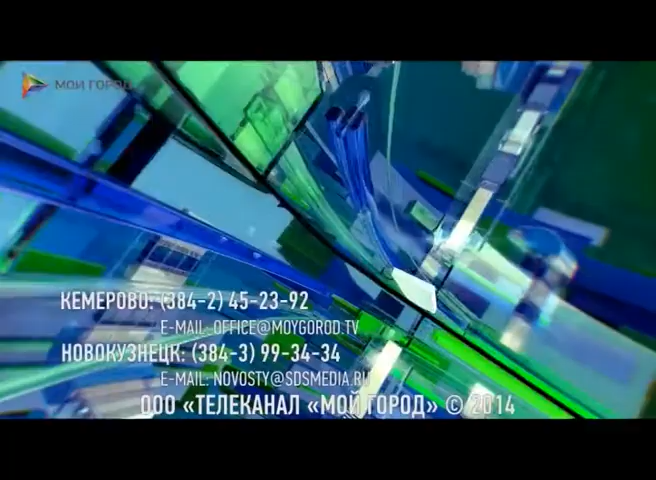 МОЙ ГОРОД
КЕМЕРОВО: (384-2) 45-23-92
E-MAIL: OFFICE@MOYGOROD.TV
НОВОКУЗНЕЦК: (384-3) 99-34-34
E-MAIL: NOVOSTY@SDSMEDIA.RU
ООО «ТЕЛЕКАНАЛ «МОЙ ГОРОД» © 2014